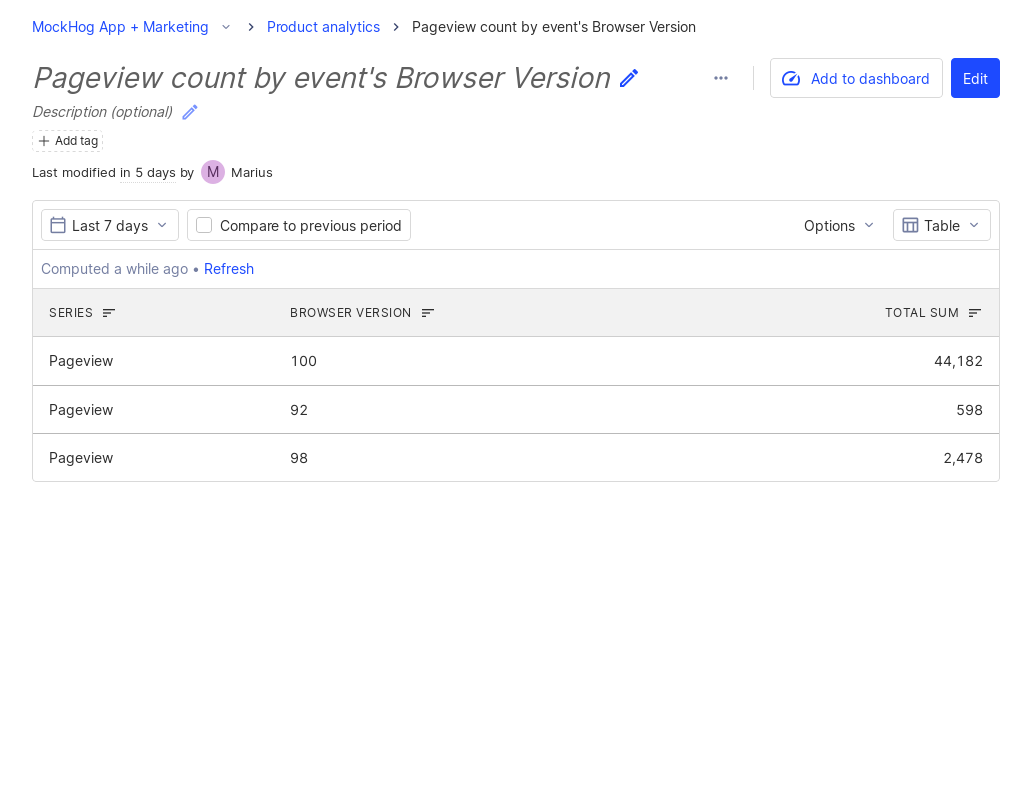 MockHog App + Marketing Product analytics Pageview count by event's Browser Version
Pageview count by event's Browser Version
Add to dashboard Edit
Description (optional)
Add tag
Last modified in 5 days by M Marius
Last 7 days Compare to previous period Options Table
Computed a while ago • Refresh
SERIES BROWSER VERSION TOTAL SUM
Pageview 100 44,182
Pageview 92 598
Pageview 98 2,478